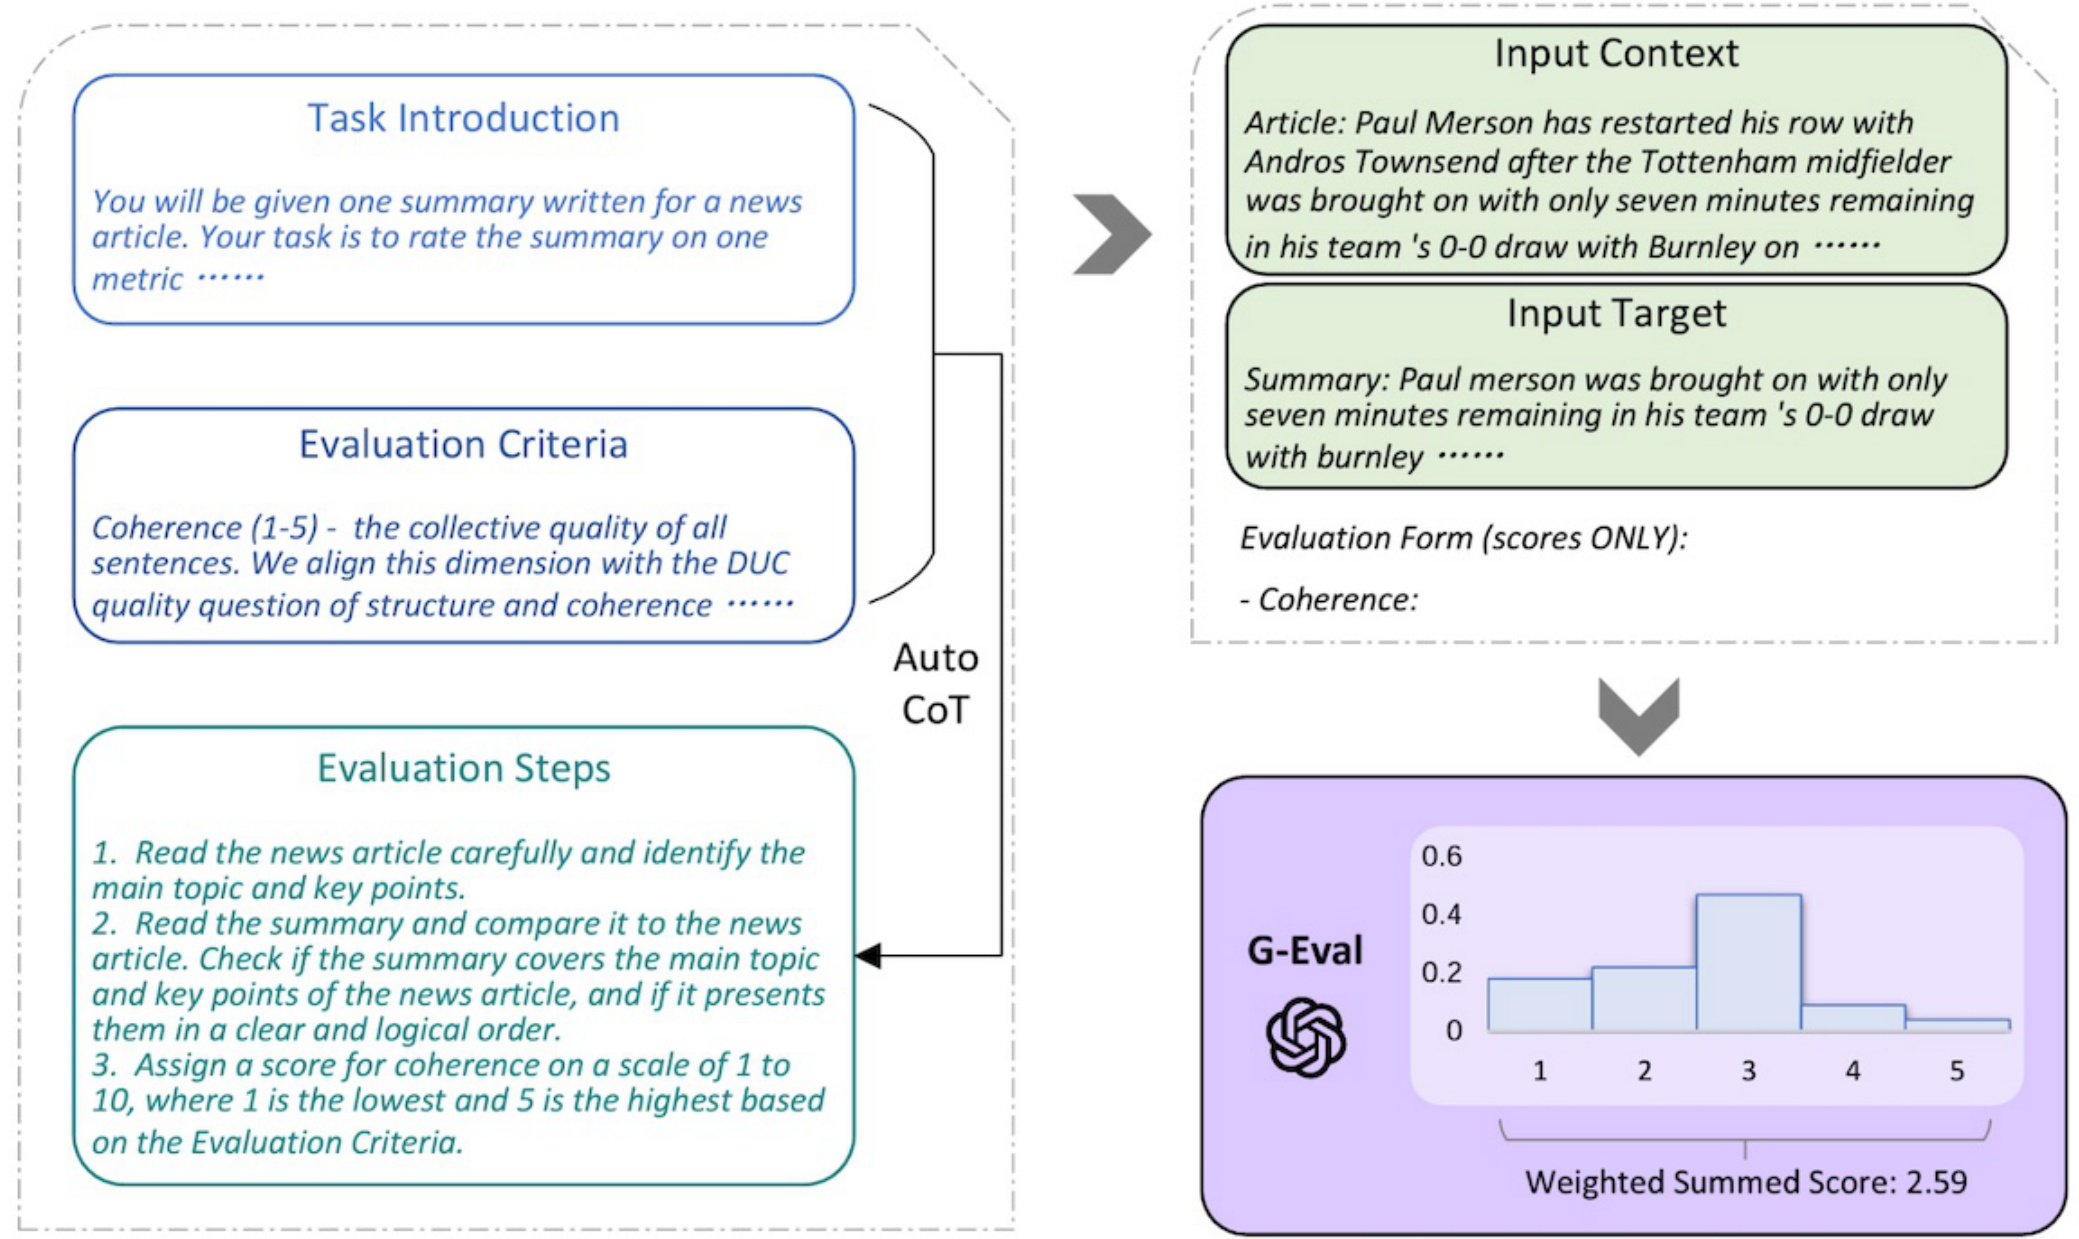 Task Introduction
You will be given one summary written for a news
article. Your task is to rate the summary on one
metric ······
Evaluation Criteria
Coherence (1-5) -  the collective quality of all
sentences. We align this dimension with the DUC
quality question of structure and coherence ······
Auto
CoT
Evaluation Steps
1.  Read the news article carefully and identify the
main topic and key points.
2.  Read the summary and compare it to the news
article. Check if the summary covers the main topic
and key points of the news article, and if it presents
them in a clear and logical order.
3.  Assign a score for coherence on a scale of 1 to
10, where 1 is the lowest and 5 is the highest based
on the Evaluation Criteria.
Input Context
Article: Paul Merson has restarted his row with
Andros Townsend after the Tottenham midfielder
was brought on with only seven minutes remaining
in his team 's 0-0 draw with Burnley on ······
Input Target
Summary: Paul merson was brought on with only
seven minutes remaining in his team 's 0-0 draw
with burnley ······
Evaluation Form (scores ONLY):
- Coherence:
G-Eval
0.6
0.4
0.2
0
1 2 3 4 5
Weighted Summed Score: 2.59